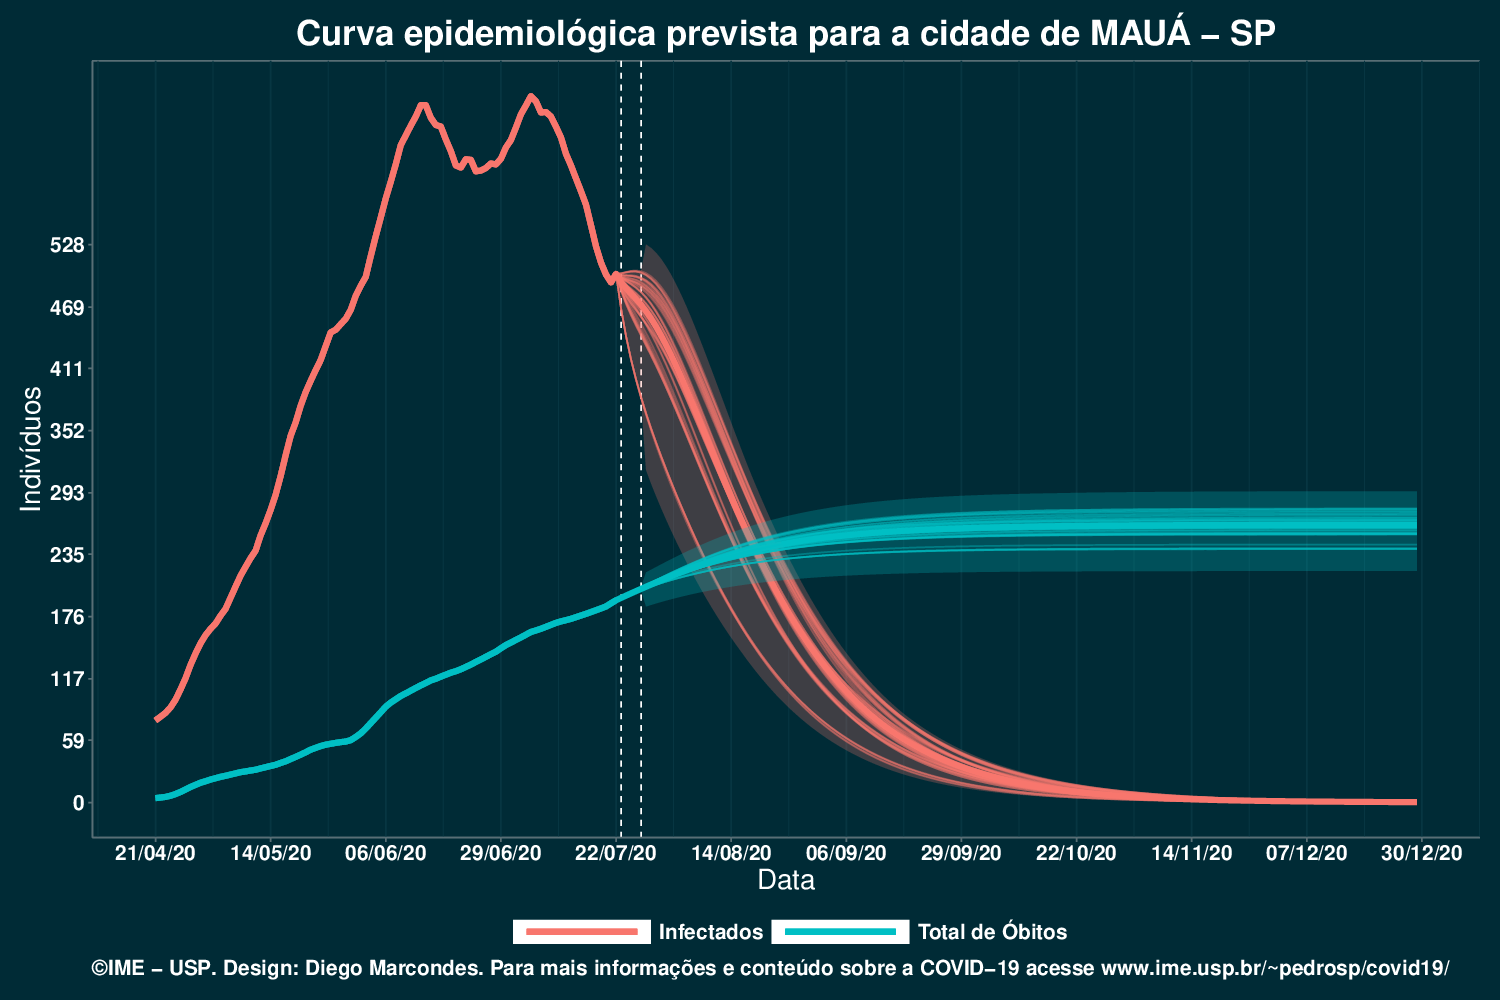 Curva epidemiológica prevista para a cidade de MAUÁ – SP
Indivíduos
528
469
411
352
293
235
176
117
59
0
21/04/20 14/05/20 06/06/20 29/06/20 22/07/20 14/08/20 06/09/20 29/09/20 22/10/20 14/11/20 07/12/20 30/12/20
Data
Infectados Total de Óbitos
©IME – USP. Design: Diego Marcondes. Para mais informações e conteúdo sobre a COVID–19 acesse www.ime.usp.br/~pedrosp/covid19/